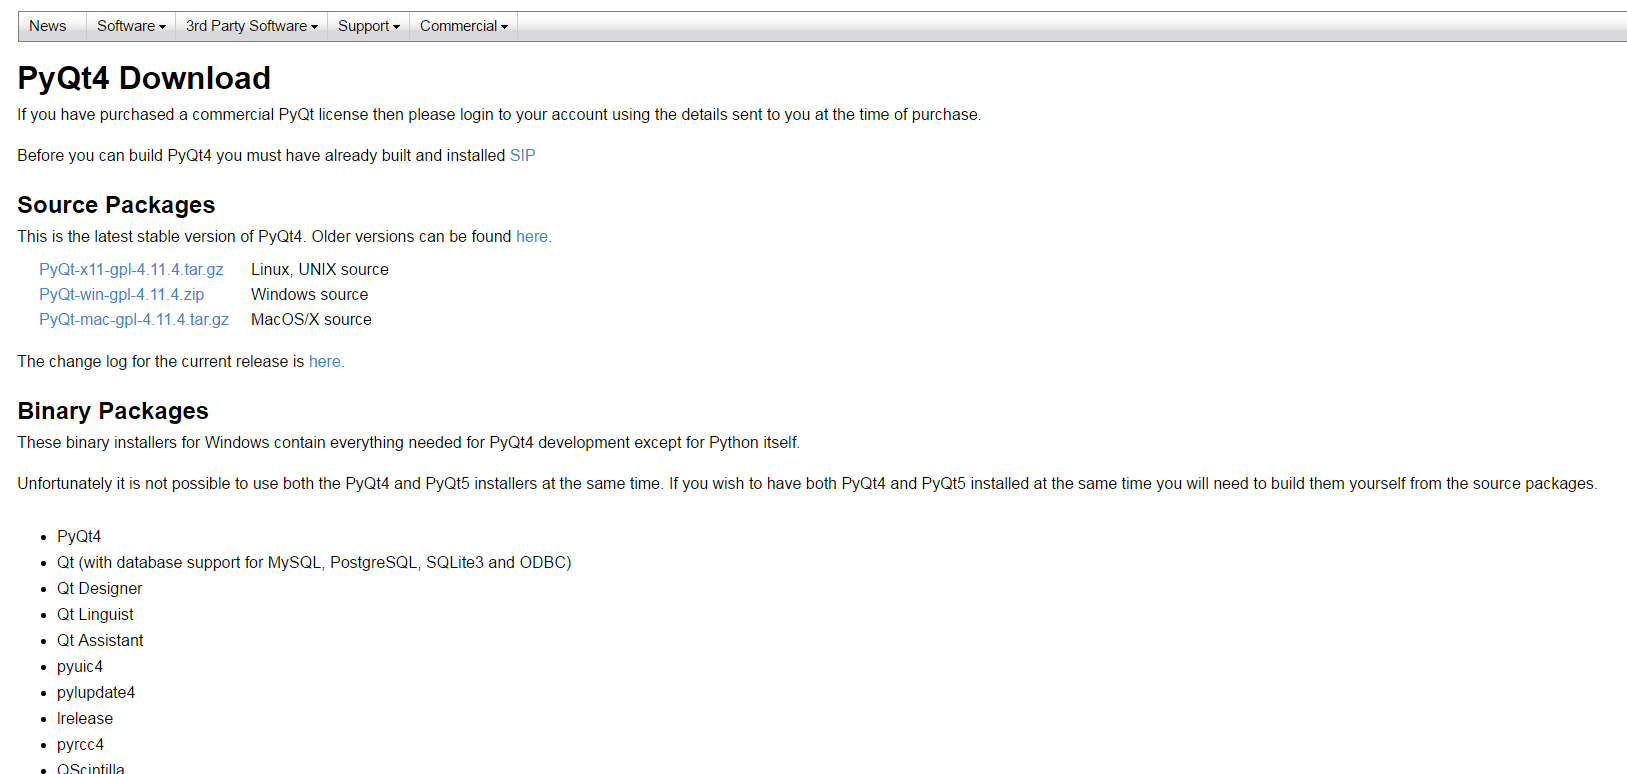 News Software 3rd Party Software Support Commercial
PyQt4 Download
If you have purchased a commercial PyQt license then please login to your account using the details sent to you at the time of purchase.
Before you can build PyQt4 you must have already built and installed SIP
Source Packages
This is the latest stable version of PyQt4. Older versions can be found here.
PyQt-x11-gpl-4.11.4.tar.gz Linux, UNIX source
PyQt-win-gpl-4.11.4.zip Windows source
PyQt-mac-gpl-4.11.4.tar.gz MacOS/X source
The change log for the current release is here.
Binary Packages
These binary installers for Windows contain everything needed for PyQt4 development except for Python itself.
Unfortunately it is not possible to use both the PyQt4 and PyQt5 installers at the same time. If you wish to have both PyQt4 and PyQt5 installed at the same time you will need to build them yourself from the source packages.
• PyQt4
• Qt (with database support for MySQL, PostgreSQL, SQLite3 and ODBC)
• Qt Designer
• Qt Linguist
• Qt Assistant
• pyuic4
• pylupdate4
• lrelease
• pyrcc4
• QScintilla